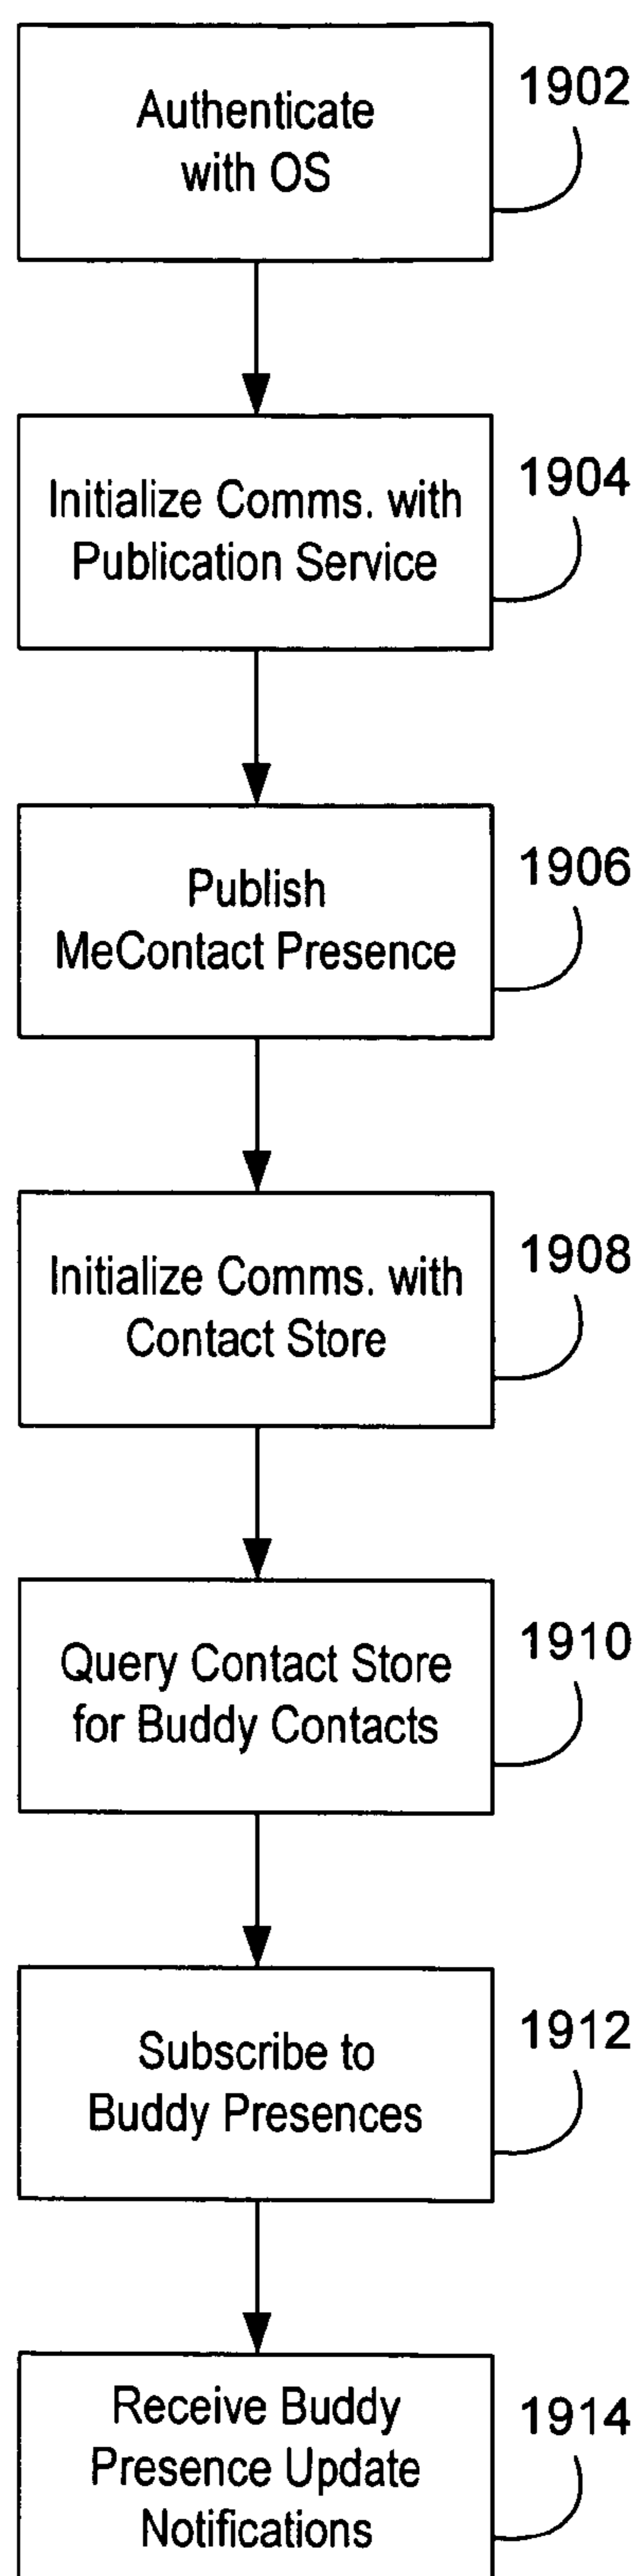 Authenticate
with OS
1902
Initialize Comms. with
Publication Service
1904
Publish
MeContact Presence
1906
Initialize Comms. with
Contact Store
1908
Query Contact Store
for Buddy Contacts
1910
Subscribe to
Buddy Presences
1912
Receive Buddy
Presence Update
Notifications
1914